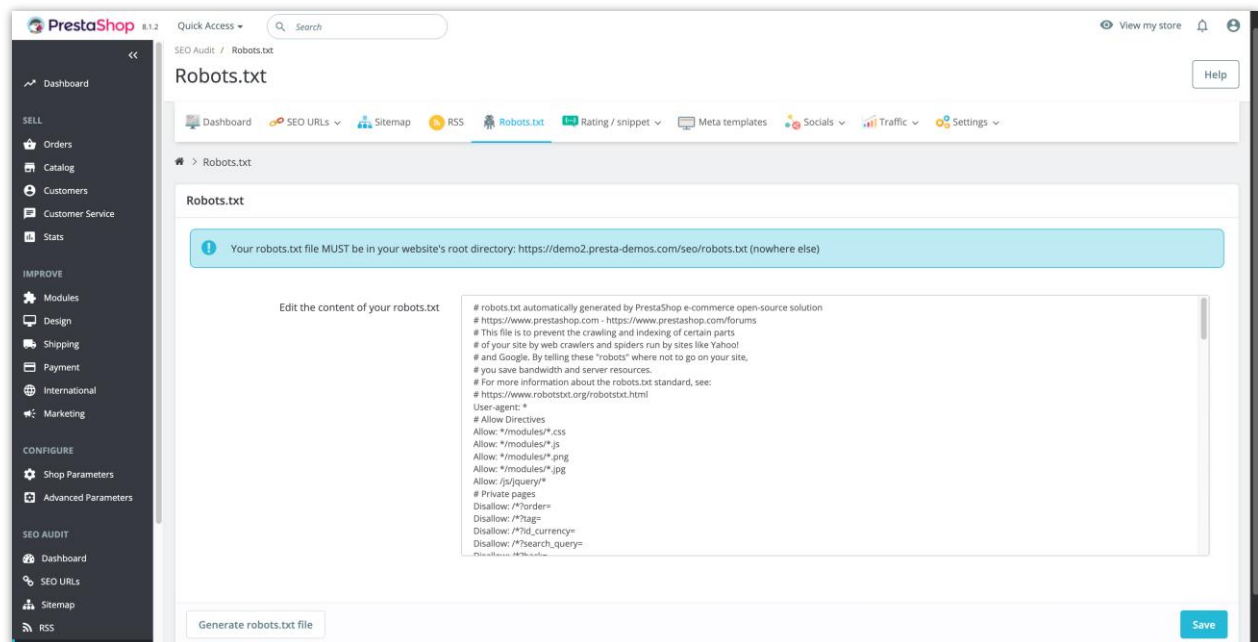 PrestaShop 8.1.2 Quick Access Search View my store
SEO Audit / Robots.txt
Robots.txt
Help
Dashboard SEO URLs Sitemap RSS Robots.txt Rating / snippet Meta templates Socials Traffic Settings
> Robots.txt
Dashboard
SELL
Orders
Catalog
Customers
Customer Service
Stats
IMPROVE
Modules
Design
Shipping
Payment
International
Marketing
CONFIGURE
Shop Parameters
Advanced Parameters
SEO AUDIT
Dashboard
SEO URLs
Sitemap
RSS
Robots.txt
Your robots.txt file MUST be in your website's root directory: https://demo2.presta-demos.com/seo/robots.txt (nowhere else)
Edit the content of your robots.txt
# robots.txt automatically generated by PrestaShop e-commerce open-source solution
# https://www.prestashop.com - https://www.prestashop.com/forums
# This file is to prevent the crawling and indexing of certain parts
# of your site by web crawlers and spiders run by sites like Yahoo!
# and Google. By telling these "robots" where not to go on your site,
# you save bandwidth and server resources.
# For more information about the robots.txt standard, see:
# https://www.robotstxt.org/robotstxt.html
User-agent: *
# Allow Directives
Allow: */modules/*.css
Allow: */modules/*.js
Allow: */modules/*.png
Allow: */modules/*.jpg
Allow: /js/jquery/*
# Private pages
Disallow: /*?order=
Disallow: /*?tag=
Disallow: /*?id_currency=
Disallow: /*?search_query=
Disallow: /*?back=
Generate robots.txt file
Save